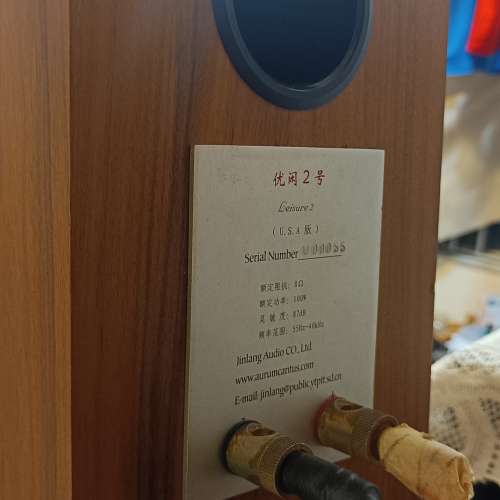 优闲2号
Leisure 2
(U.S.A版)
Serial Number
额定阻抗: 8Ω
额定功率: 100W
灵敏度: 87dB
频率范围: 55Hz-40kHz
Jinlang Audio CO., Ltd.
www.aurumcantus.com
E-mail: jinlang@public.ytptt.sd.cn